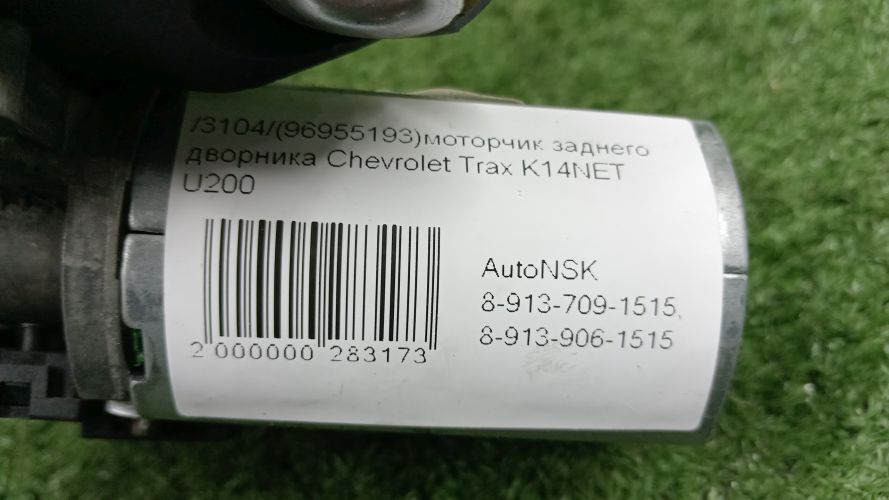 /3104/(96955193)моторчик заднего
дворника Chevrolet Trax K14NET
U200
AutoNSK
8-913-709-1515,
8-913-906-1515
2 000000 283173